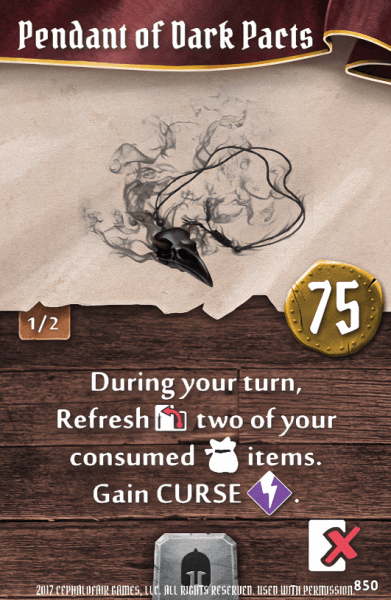 Pendant of Dark Pacts
1/2
75
During your turn,
Refresh two of your
consumed items.
Gain CURSE .
2017 CEPHALOFAIR GAMES, LLC. ALL RIGHTS RESERVED. USED WITH PERMISSION.
850